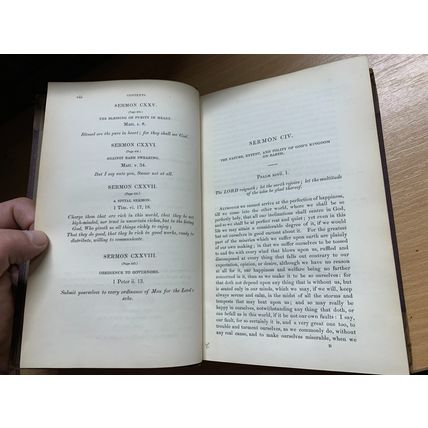 viii
CONTENTS.
SERMON CXXV.
THE BLESSING OF PURITY IN HEART.
Matt. v. 8.
Blessed are the pure in heart; for they shall see God.
SERMON CXXVI.
AGAINST RASH SWEARING.
Matt. v. 34.
But I say unto you, Swear not at all.
SERMON CXXVII.
A SPITAL SERMON.
1 Tim. vi. 17, 18.
Charge them that are rich in this world, that they be not
high-minded, nor trust in uncertain riches, but in the living
God, Who giveth us all things richly to enjoy;
That they do good, that they be rich in good works, ready to
distribute, willing to communicate.
SERMON CXXVIII.
OBEDIENCE TO GOVERNORS.
1 Peter ii. 13.
Submit yourselves to every ordinance of Man for the Lord's
sake.
SERMON CIV.
THE NATURE, EXTENT, AND POLITY OF GOD'S KINGDOM
ON EARTH.
Psalm xcvii. 1.
The LORD reigneth; let the earth rejoice; let the multitude
of the isles be glad thereof.
Although we cannot arrive at the perfection of happiness,
till we come into the other world, where we shall be so
perfectly holy, that all our inclinations shall centre in God,
and so we shall be at perfect rest and quiet; yet even in this
life we may attain a considerable degree of it, if we would
but set ourselves in good earnest about it. For the greatest
part of the miseries which we suffer upon earth are plainly
of our own making; in that we suffer ourselves to be tossed
to and fro with every wind that blows upon us, ruffled and
discomposed at every thing that falls out contrary to our
expectation, opinion, or desire, although we have no reason
at all for it, our happiness and welfare being no further
concerned in it, than as we make it to be so ourselves: for
that doth not depend upon any thing that is without us, but
is seated only in our minds, which we may, if we will, keep
always serene and calm, in the midst of all the storms and
tempests that may beat upon us; and so may really be
happy in ourselves, notwithstanding any thing that doth, or
can befall us in this world, if it be not our own faults: I say,
our fault, for so certainly it is, and a very great one too, to
trouble and torment ourselves, as we commonly do, without
any real cause, and to make ourselves miserable, when we
B